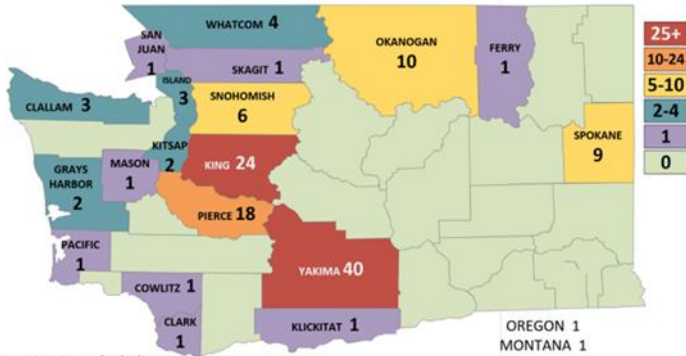 WHATCOM 4
SAN JUAN 1
SKAGIT 1
OKANOGAN 10
FERRY 1
ISLAND 3
CLALLAM 3
SNOHOMISH 6
SPOKANE 9
KITSAP 2
MASON 1
GRAYS HARBOR 2
KING 24
PIERCE 18
PACIFIC 1
YAKIMA 40
COWLITZ 1
CLARK 1
KLICKITAT 1
25+
10-24
5-10
2-4
1
0
OREGON 1
MONTANA 1